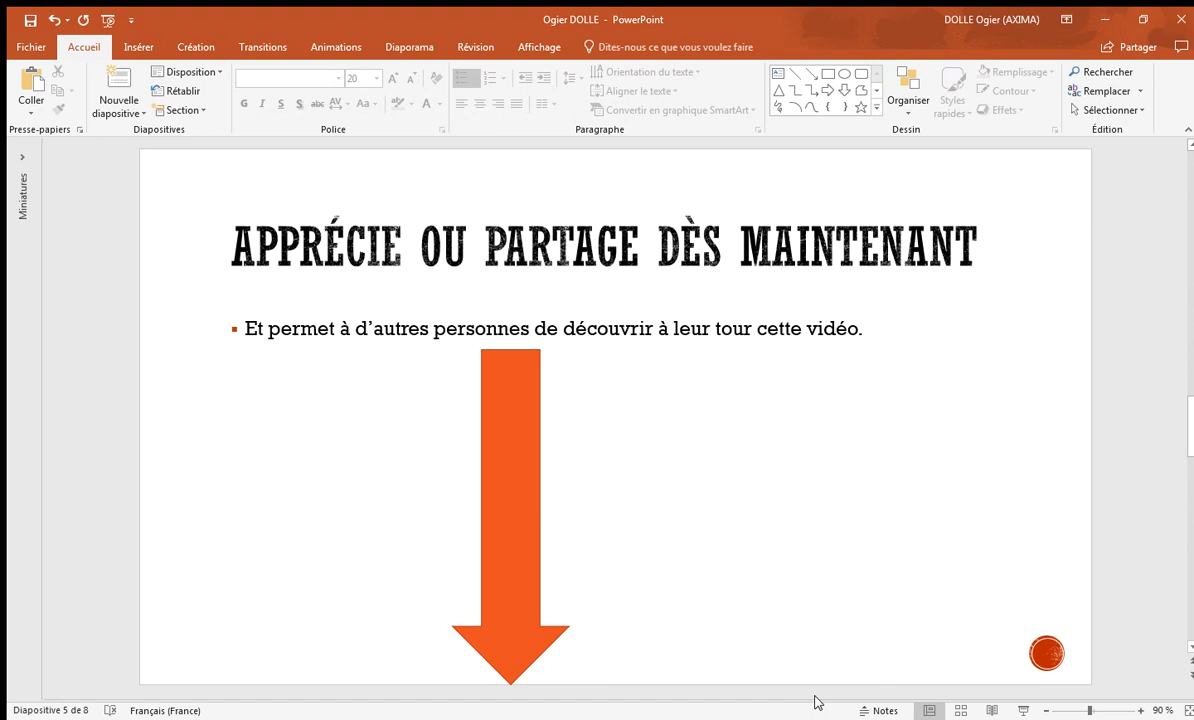 Ogier DOLLE - PowerPoint
DOLLE Ogier (AXIMA)
Fichier Accueil Insérer Création Transitions Animations Diaporama Révision Affichage Dites-nous ce que vous voulez faire Partager
Coller
Presse-papiers
Nouvelle diapositive
Disposition
Rétablir
Section
Diapositives
20
G I S S abc AV Aa A
Police
Orientation du texte
Aligner le texte
Convertir en graphique SmartArt
Paragraphe
Organiser
Styles rapides
Remplissage
Contour
Effets
Dessin
Rechercher
Remplacer
Sélectionner
Édition
Miniatures
APPRÉCIE OU PARTAGE DÈS MAINTENANT
Et permet à d’autres personnes de découvrir à leur tour cette vidéo.
Diapositive 5 de 8 Français (France) Notes 90 %